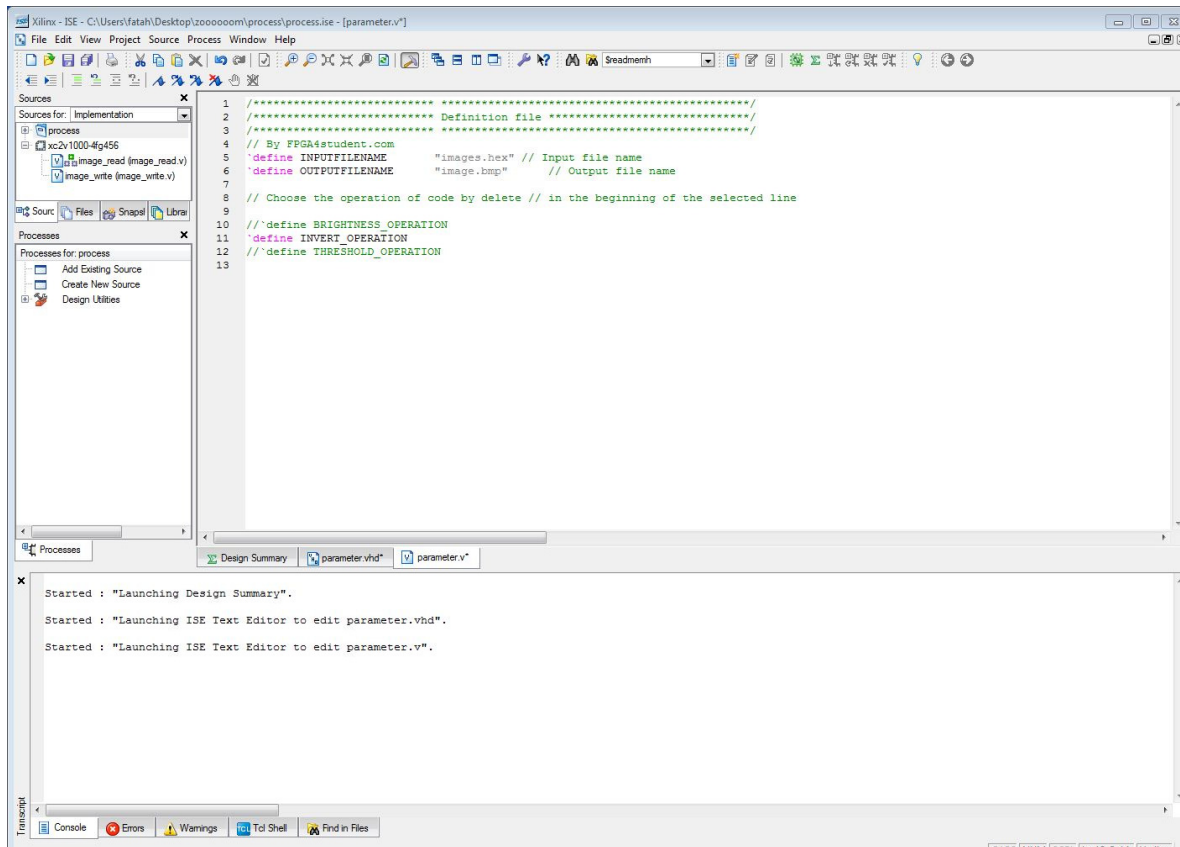 Xilinx - ISE - C:\Users\fatah\Desktop\zoooooom\process\process.ise - [parameter.v*]
File Edit View Project Source Process Window Help
$readmemh
Sources
Sources for: Implementation
process
xc2v1000-4fg456
image_read (image_read.v)
image_write (image_write.v)
Sourc Files Snapsl Librar
Processes
Processes for: process
Add Existing Source
Create New Source
Design Utilities
Processes
1 /*************************** ***********************************************/
2 /*************************** Definition file ******************************/
3 /*************************** ***********************************************/
4 // By FPGA4student.com
5 `define INPUTFILENAME "images.hex" // Input file name
6 `define OUTPUTFILENAME "image.bmp" // Output file name
7
8 // Choose the operation of code by delete // in the beginning of the selected line
9
10 //`define BRIGHTNESS_OPERATION
11 `define INVERT_OPERATION
12 //`define THRESHOLD_OPERATION
13
Design Summary parameter.vhd* parameter.v*
Started : "Launching Design Summary".
Started : "Launching ISE Text Editor to edit parameter.vhd".
Started : "Launching ISE Text Editor to edit parameter.v".
Transcript
Console Errors Warnings Tcl Shell Find in Files